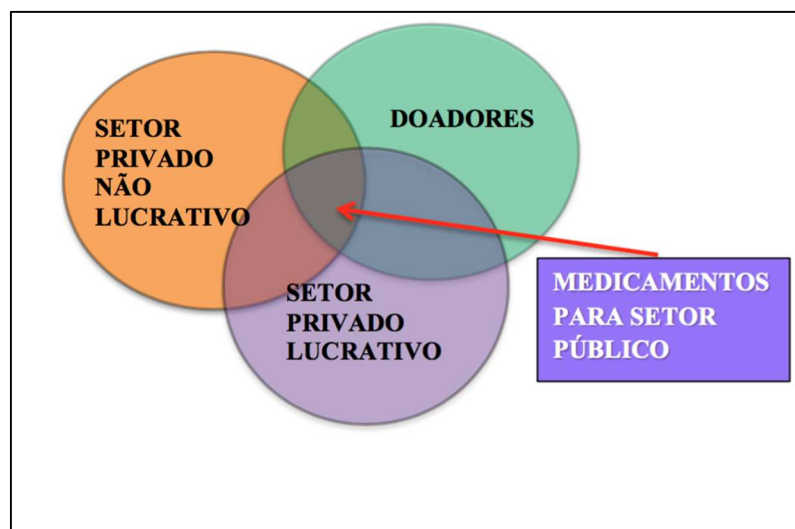 SETOR
PRIVADO
NÃO
LUCRATIVO
DOADORES
SETOR
PRIVADO
LUCRATIVO
MEDICAMENTOS
PARA SETOR
PÚBLICO